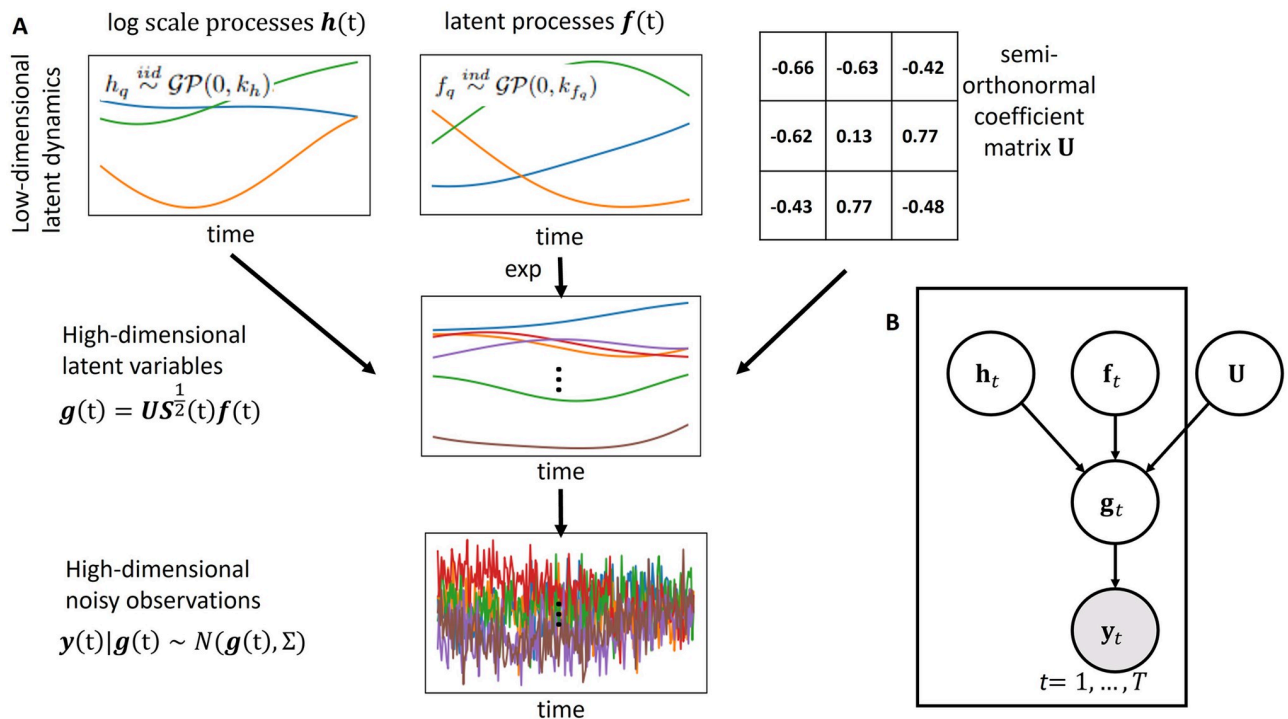 A
log scale processes h(t)
latent processes f(t)
Low-dimensional
latent dynamics
h_q iid ~ GP(0, k_h)
f_q ind ~ GP(0, k_{f_q})
-0.66 -0.63 -0.42
-0.62 0.13 0.77
-0.43 0.77 -0.48
semi-
orthonormal
coefficient
matrix U
time
time
exp
High-dimensional
latent variables
g(t) = US^{1/2}(t)f(t)
⋮
time
High-dimensional
noisy observations
y(t)|g(t) ~ N(g(t), Σ)
⋮
time
B
h_t
f_t
U
g_t
y_t
t= 1, ... , T